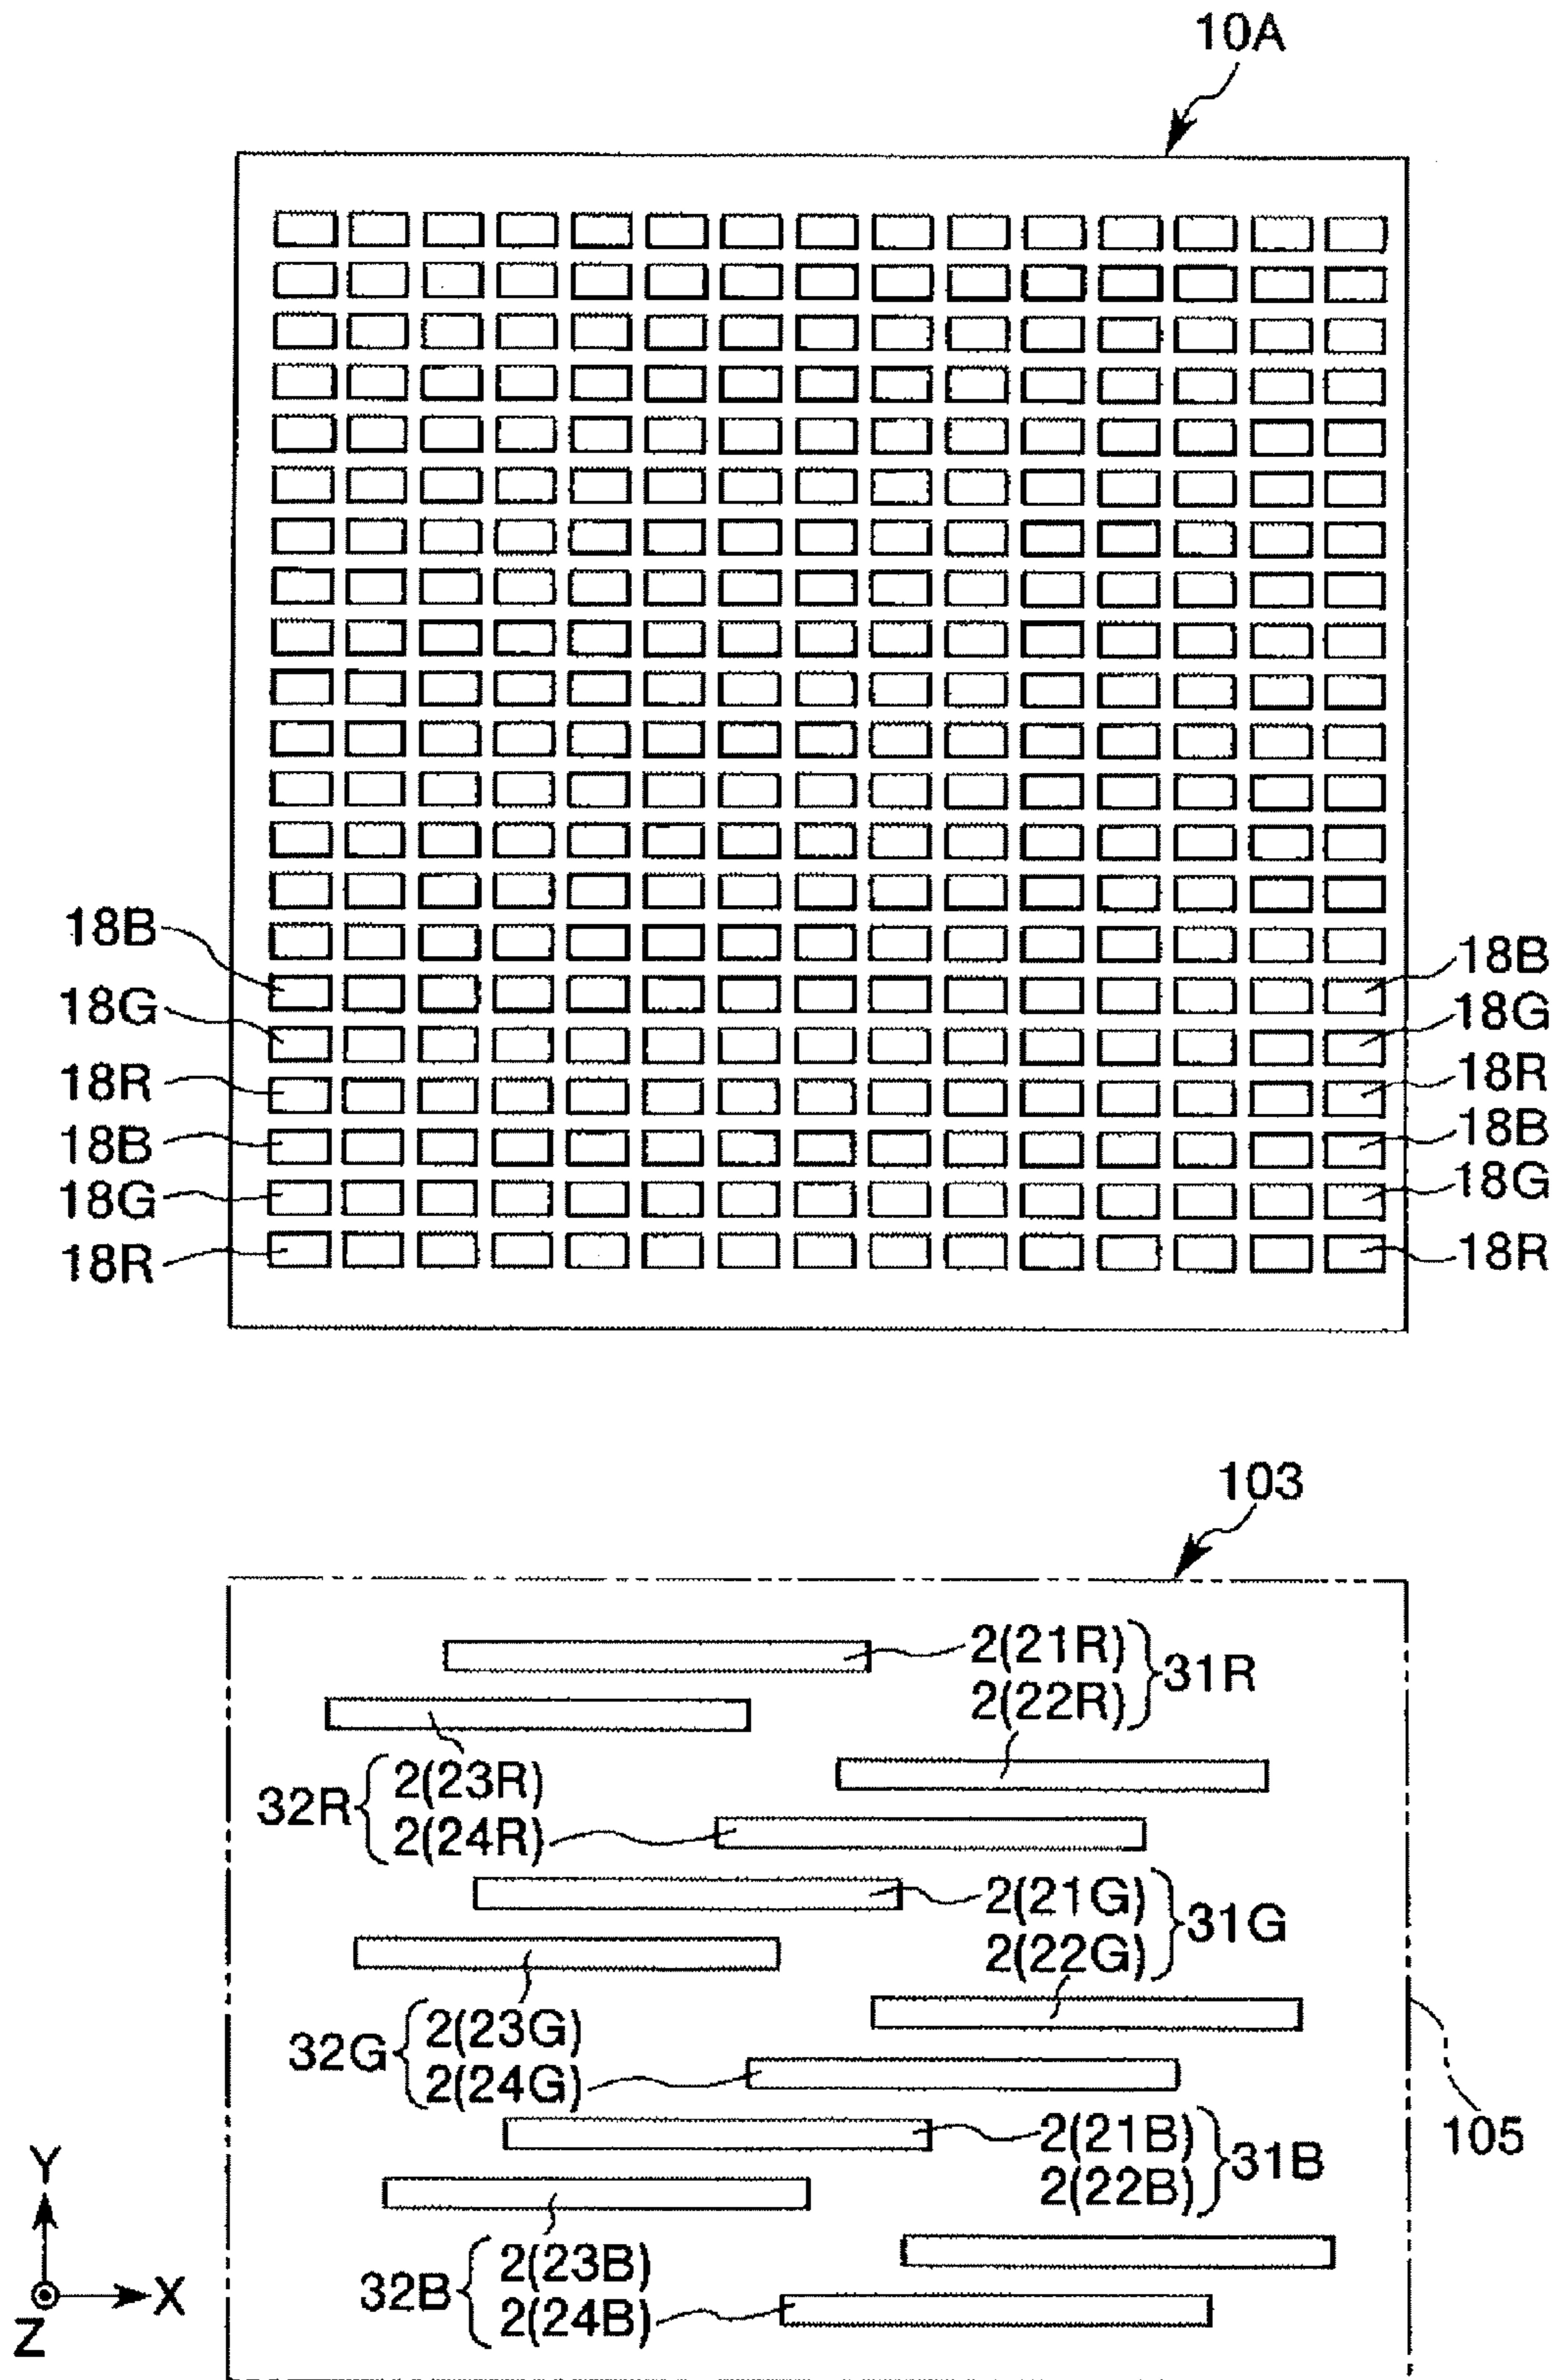 10A
18B
18B
18G
18G
18R
18R
18B
18B
18G
18G
18R
18R
103
2(21R)
2(22R)
31R
32R
2(23R)
2(24R)
2(21G)
2(22G)
31G
32G
2(23G)
2(24G)
105
2(21B)
2(22B)
31B
32B
2(23B)
2(24B)
Y
X
Z